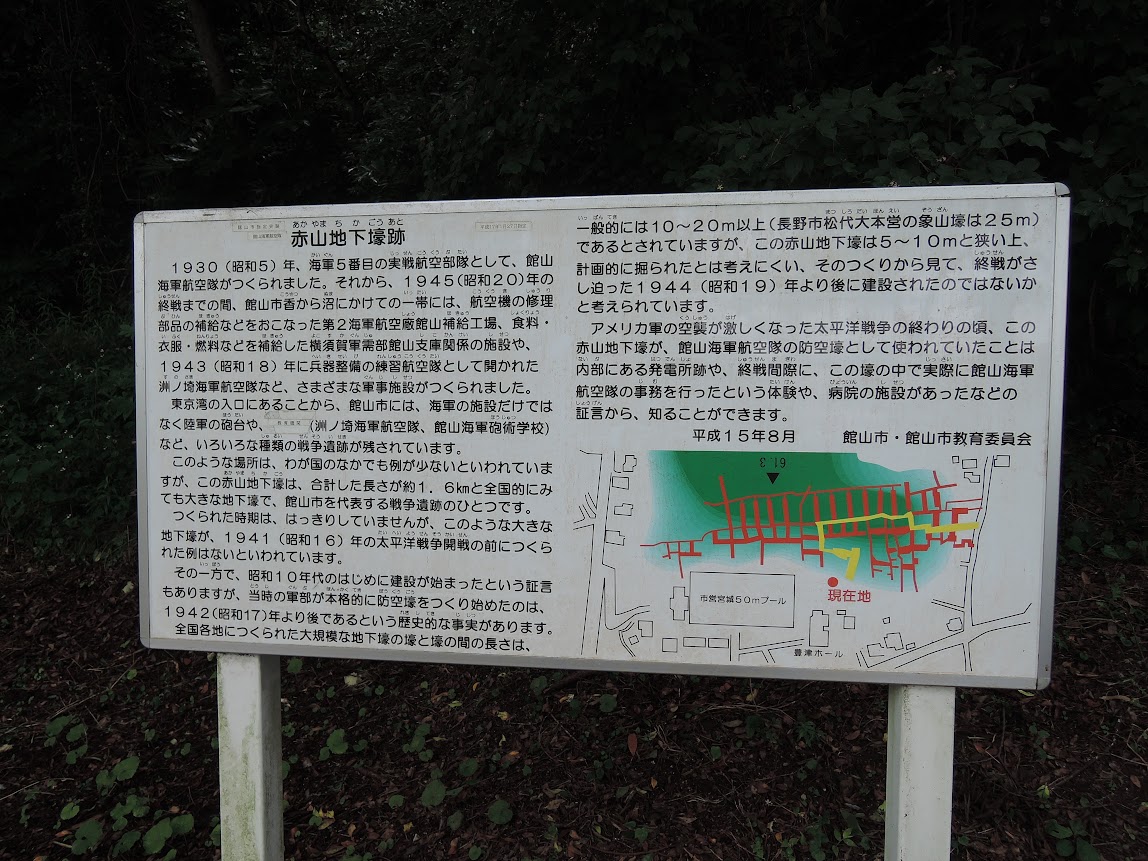 赤山地下壕跡
1930（昭和5）年、海軍5番目の実戦航空部隊として、館山
海軍航空隊がつくられました。それから、1945（昭和20）年の
終戦までの間、館山市香から沼にかけての一帯には、航空機の修理
部品の補給などをおこなった第2海軍航空廠館山補給工場、食料・
衣服・燃料などを補給した横須賀軍需部館山支庫関係の施設や、
1943（昭和18）年に兵器整備の練習航空隊として開かれた
洲ノ埼海軍航空隊など、さまざまな軍事施設がつくられました。
東京湾の入口にあることから、館山市には、海軍の施設だけでは
なく陸軍の砲台や、（洲ノ埼海軍航空隊、館山海軍砲術学校）
など、いろいろな種類の戦争遺跡が残されています。
このような場所は、わが国のなかでも例が少ないといわれていま
すが、この赤山地下壕は、合計した長さが約1．6㎞と全国的にみ
ても大きな地下壕で、館山市を代表する戦争遺跡のひとつです。
つくられた時期は、はっきりしていませんが、このような大きな
地下壕が、1941（昭和16）年の太平洋戦争開戦の前につくら
れた例はないといわれています。
その一方で、昭和10年代のはじめに建設が始まったという証言
もありますが、当時の軍部が本格的に防空壕をつくり始めたのは、
1942（昭和17）年より後であるという歴史的な事実があります。
全国各地につくられた大規模な地下壕の壕と壕の間の長さは、
一般的には10～20ｍ以上（長野市松代大本営の象山壕は25ｍ）
であるとされていますが、この赤山地下壕は5～10ｍと狭い上、
計画的に掘られたとは考えにくい、そのつくりから見て、終戦がさ
し迫った1944（昭和19）年より後に建設されたのではないか
と考えられています。
アメリカ軍の空襲が激しくなった太平洋戦争の終わりの頃、この
赤山地下壕が、館山海軍航空隊の防空壕として使われていたことは
内部にある発電所跡や、終戦間際に、この壕の中で実際に館山海軍
航空隊の事務を行ったという体験や、病院の施設があったなどの
証言から、知ることができます。
平成15年8月　館山市・館山市教育委員会
61.3
市営宮城50ｍプール
現在地
豊津ホール